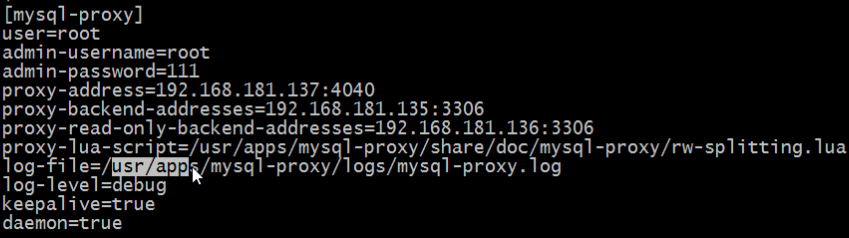 [mysql-proxy]
user=root
admin-username=root
admin-password=111
proxy-address=192.168.181.137:4040
proxy-backend-addresses=192.168.181.135:3306
proxy-read-only-backend-addresses=192.168.181.136:3306
proxy-lua-script=/usr/apps/mysql-proxy/share/doc/mysql-proxy/rw-splitting.lua
log-file=/usr/apps/mysql-proxy/logs/mysql-proxy.log
log-level=debug
keepalive=true
daemon=true